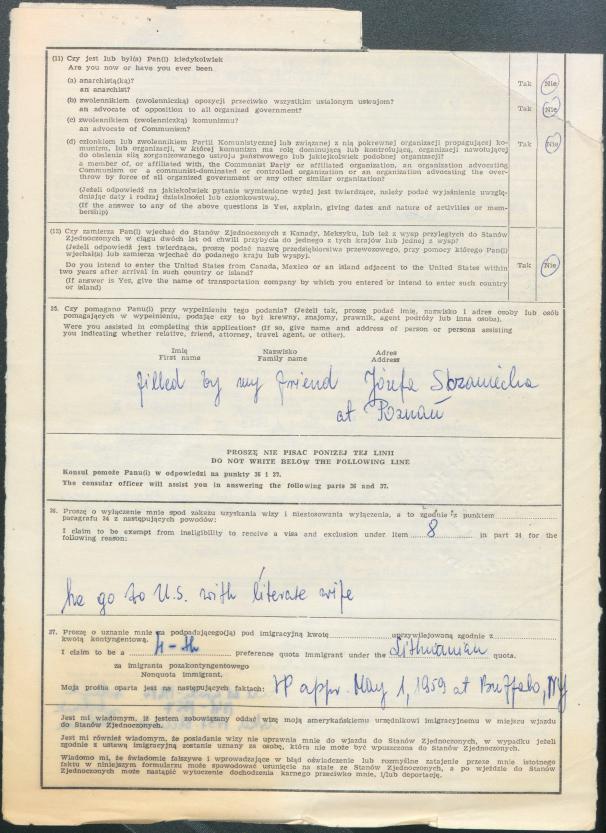 (11) Czy jest lub był(a) Pan(i) kiedykolwiek
Are you now or have you ever been
(a) anarchistą(ką)? Tak Nie
an anarchist?
(b) zwolennikiem (zwolenniczką) opozycji przeciwko wszystkim ustalonym ustrojom?
an advocate of opposition to all organized government? Tak Nie
(c) zwolennikiem (zwolenniczką) komunizmu?
an advocate of Communism?
(d) członkiem lub zwolennikiem Partii Komunistycznej lub związanej z nią pokrewnej organizacji propagującej ko- Tak Nie
munizm, lub organizacji, w której komunizm ma rolę dominującą lub kontrolującą, organizacji nawołującej
do obalenia siłą zorganizowanego ustroju państwowego lub jakiejkolwiek podobnej organizacji?
a member of, or affiliated with, the Communist Party or affiliated organization, an organization advocating
Communism or a communist-dominated or controlled organization or an organization advocating the over-
throw by force of all organized government or any other similar organization?
(Jeżeli odpowiedź na jakiekolwiek pytanie wymienione wyżej jest twierdzące, należy podać wyjaśnienie uwzglę-
dniając daty i rodzaj działalności lub członkowstwa).
(If the answer to any of the above questions is Yes, explain, giving dates and nature of activities or mem-
bership)
(12) Czy zamierza Pan(i) wjechać do Stanów Zjednoczonych z Kanady, Meksyku, lub też z wysp przyległych do Stanów
Zjednoczonych w ciągu dwóch lat od chwili przybycia do jednego z tych krajów lub jednej z wysp?
(Jeżeli odpowiedź jest twierdząca, proszę podać nazwę przedsiębiorstwa przewozowego, przy pomocy którego Pan(i)
wjechał(a) lub zamierza wjechać do podanego kraju lub wyspy).
Do you intend to enter the United States from Canada, Mexico or an island adjacent to the United States within Tak Nie
two years after arrival in such country or island?
(If answer is Yes, give the name of transportation company by which you entered or intend to enter such country
or island)
35. Czy pomagano Panu(i) przy wypełnieniu tego podania? (Jeżeli tak, proszę podać imię, nazwisko i adres osoby lub osób
pomagających w wypełnieniu, podając czy to był krewny, znajomy, prawnik, agent podróży lub inna osoba).
Were you assisted in completing this application? (If so, give name and address of person or persons assisting
you indicating whether relative, friend, attorney, travel agent, or other).
Imię Nazwisko Adres
First name Family name Address
filled by my friend Józefa
at Poznań
PROSZĘ NIE PISAĆ PONIŻEJ TEJ LINII
DO NOT WRITE BELOW THE FOLLOWING LINE
Konsul pomoże Panu(i) w odpowiedzi na punkty 36 i 37.
The consular officer will assist you in answering the following parts 36 and 37.
36. Proszę o wyłączenie mnie spod zakazu uzyskania wizy i niestosowania wyłączenia, a to zgodnie z punktem
paragrafu 34 z następujących powodów:
I claim to be exempt from ineligibility to receive a visa and exclusion under item 8 in part 34 for the
following reason:
he go to U.S. with literate wife
37. Proszę o uznanie mnie za podpadającego(ą) pod imigracyjną kwotę uprzywilejowaną zgodnie z
kwotą kontyngentową.
I claim to be a 4-th preference quota immigrant under the Lithuanian quota.
za imigranta pozakontyngentowego
Nonquota immigrant.
Moja prośba oparta jest na następujących faktach: VP appr. May 1, 1959 at Buffalo, NY
Jest mi wiadomym, iż jestem zobowiązany oddać wizę moją amerykańskiemu urzędnikowi imigracyjnemu w miejscu wjazdu
do Stanów Zjednoczonych.
Jest mi również wiadomem, że posiadanie wizy nie uprawnia mnie do wjazdu do Stanów Zjednoczonych, w wypadku jeżeli
zgodnie z ustawą imigracyjną zostanie uznany za osobę, która nie może być wpuszczona do Stanów Zjednoczonych.
Wiadomo mi, że świadomie fałszywe i wprowadzające w błąd oświadczenie lub rozmyślne zatajenie przeze mnie istotnego
faktu w niniejszym formularzu może spowodować usunięcie na stałe ze Stanów Zjednoczonych, a po wjeździe do Stanów
Zjednoczonych może nastąpić wytoczenie dochodzenia karnego przeciwko mnie, i/lub deportację.